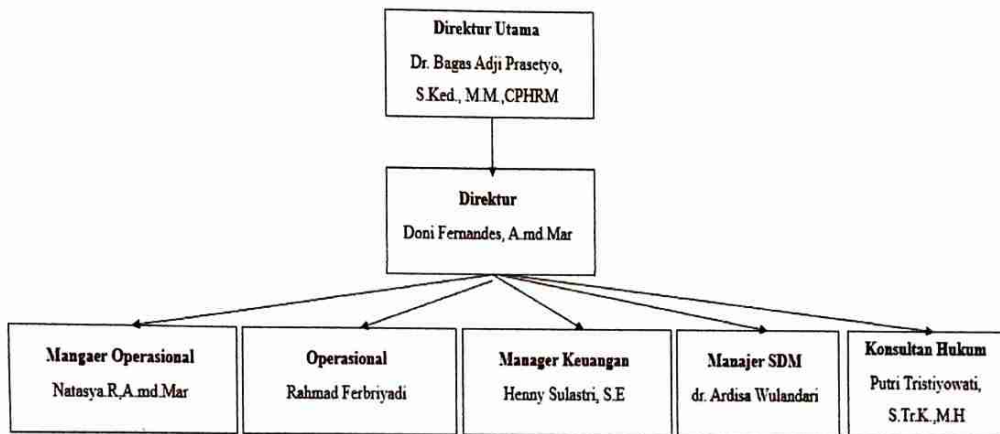 Direktur Utama
Dr. Bagas Adji Prasetyo,
S.Ked., M.M.,CPHRM
Direktur
Doni Fernandes, A.md.Mar
Mangaer Operasional
Natasya.R,A.md.Mar
Operasional
Rahmad Ferbriyadi
Manager Keuangan
Henny Sulastri, S.E
Manajer SDM
dr. Ardisa Wulandari
Konsultan Hukum
Putri Tristiyowati,
S.Tr.K.,M.H